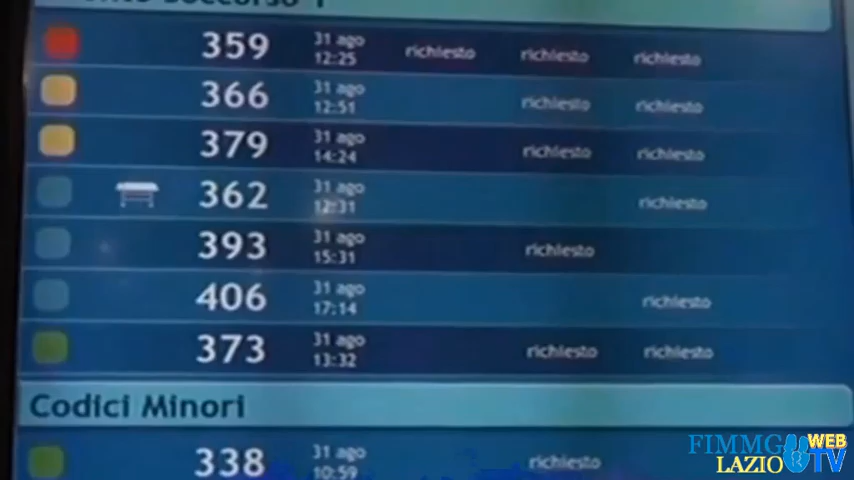 Pronto Soccorso 1
359 31 ago 12:25 richiesto richiesto richiesto
366 31 ago 12:51 richiesto richiesto
379 31 ago 14:24 richiesto richiesto
362 31 ago 12:31 richiesto
393 31 ago 15:31 richiesto
406 31 ago 17:14 richiesto
373 31 ago 13:32 richiesto richiesto
Codici Minori
338 31 ago 10:59 richiesto
FIMMG WEB
LAZIO TV